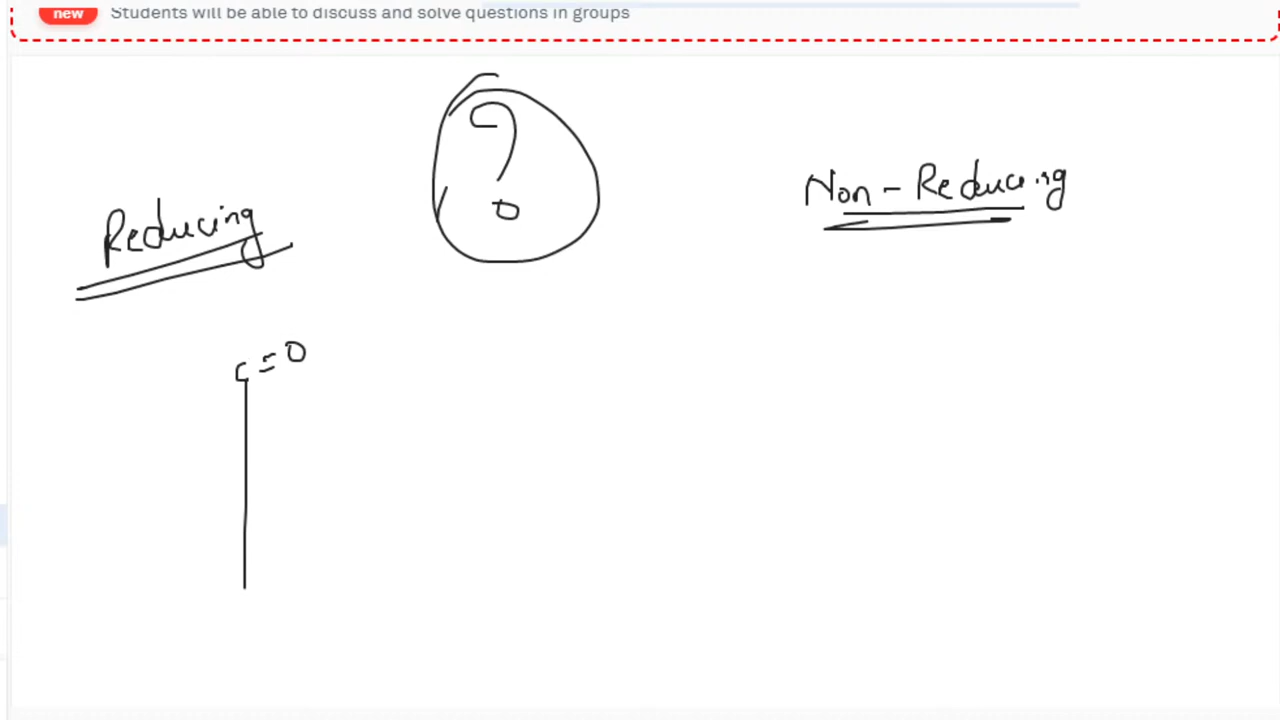 new Students will be able to discuss and solve questions in groups
?
Non-Reducing
Reducing
C=O